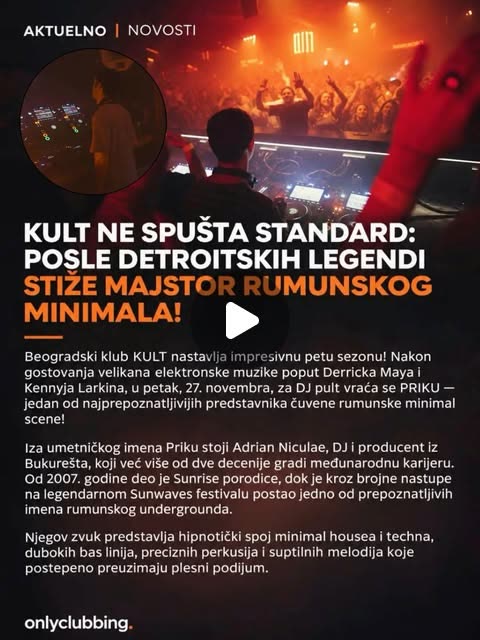 AKTUELNO | NOVOSTI
KULT NE SPUŠTA STANDARD:
POSLE DETROITSKIH LEGENDI
STIŽE MAJSTOR RUMUNSKOG
MINIMALA!
Beogradski klub KULT nastavlja impresivnu petu sezonu! Nakon
gostovanja velikana elektronske muzike poput Derricka Maya i
Kennyja Larkina, u petak, 27. novembra, za DJ pult vraća se PRIKU —
jedan od najprepoznatljivijih predstavnika čuvene rumunske minimal
scene!
Iza umetničkog imena Priku stoji Adrian Niculae, DJ i producent iz
Bukurešta, koji već više od dve decenije gradi međunarodnu karijeru.
Od 2007. godine deo je Sunrise porodice, dok je kroz brojne nastupe
na legendarnom Sunwaves festivalu postao jedno od prepoznatljivih
imena rumunskog undergrounda.
Njegov zvuk predstavlja hipnotički spoj minimal housea i techna,
dubokih bas linija, preciznih perkusija i suptilnih melodija koje
postepeno preuzimaju plesni podijum.
onlyclubbing.